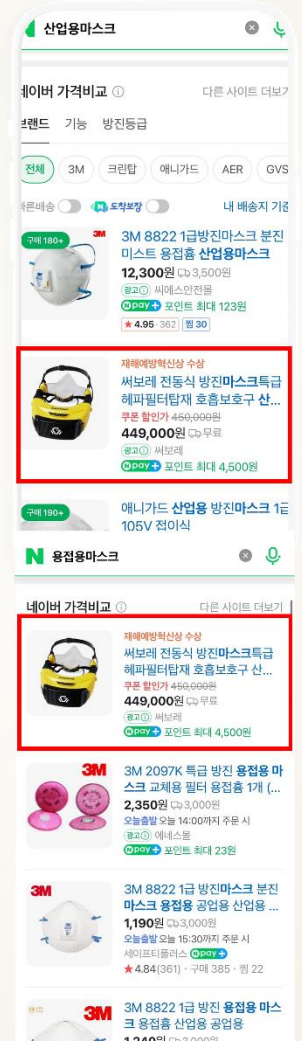 산업용마스크
네이버 가격비교
다른 사이트 더보기
브랜드 기능 방진등급
전체 3M 크린탑 애니가드 AER GVS
빠른배송 N 도착보장 내 배송지 기준
구매 180+
3M
3M 8822 1급방진마스크 분진
미스트 용접흄 산업용마스크
12,300원 3,500원
광고 씨에스안전몰
N pay+ 포인트 최대 123원
★4.95·362 찜 30
재해예방혁신상 수상
써보레 전동식 방진마스크특급
헤파필터탑재 호흡보호구 산...
쿠폰 할인가 450,000원
449,000원 무료
광고 써보레
N pay+ 포인트 최대 4,500원
구매 190+
애니가드 산업용 방진마스크 1급
105V 접이식
N 용접용마스크
네이버 가격비교
다른 사이트 더보기
재해예방혁신상 수상
써보레 전동식 방진마스크특급
헤파필터탑재 호흡보호구 산...
쿠폰 할인가 450,000원
449,000원 무료
광고 써보레
N pay+ 포인트 최대 4,500원
3M
3M 2097K 특급 방진 용접용 마
스크 교체용 필터 용접흄 1개 (...
2,350원 3,000원
오늘출발 오늘 14:00까지 주문 시
광고 에네스몰
N pay+ 포인트 최대 23원
3M
3M 8822 1급 방진마스크 분진
마스크 용접용 공업용 산업용 ...
1,190원 3,000원
오늘출발 오늘 15:30까지 주문 시
세이프티플러스 N pay+
★4.84(361) · 구매 385 · 찜 22
3M
3M 8822 1급 방진 용접용 마스
크 용접흄 산업용 공업용
1,240원 3,000원